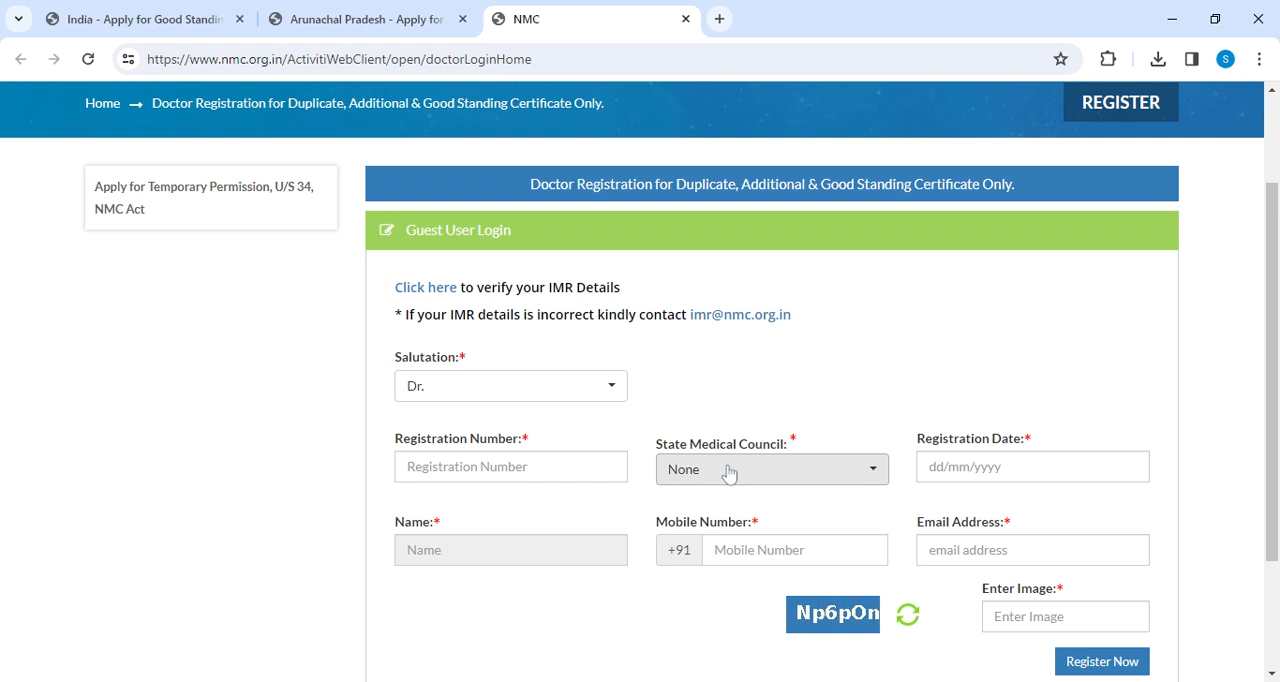 India - Apply for Good Standin
Arunachal Pradesh - Apply for
NMC
https://www.nmc.org.in/ActivitiWebClient/open/doctorLoginHome
S
Home → Doctor Registration for Duplicate, Additional & Good Standing Certificate Only.
REGISTER
Apply for Temporary Permission, U/S 34,
NMC Act
Doctor Registration for Duplicate, Additional & Good Standing Certificate Only.
Guest User Login
Click here to verify your IMR Details
* If your IMR details is incorrect kindly contact imr@nmc.org.in
Salutation:*
Dr.
Registration Number:* State Medical Council: * Registration Date:*
Registration Number None dd/mm/yyyy
Name:* Mobile Number:* Email Address:*
Name +91 Mobile Number email address
Enter Image:*
Np6pOn Enter Image
Register Now